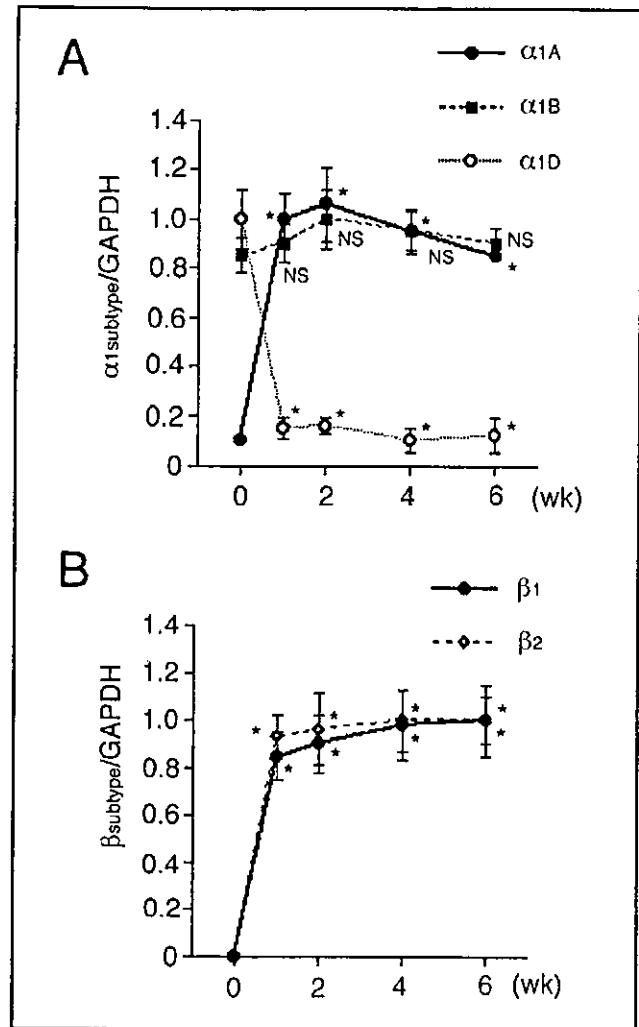 A
α1A
α1B
α1D
α1subtype/GAPDH
1.4
1.2
1.0
0.8
0.6
0.4
0.2
0
* * * *
NS NS NS NS
* * * *
0 2 4 6 (wk)
B
β1
β2
βsubtype/GAPDH
1.4
1.2
1.0
0.8
0.6
0.4
0.2
0
* * * *
* * * *
0 2 4 6 (wk)